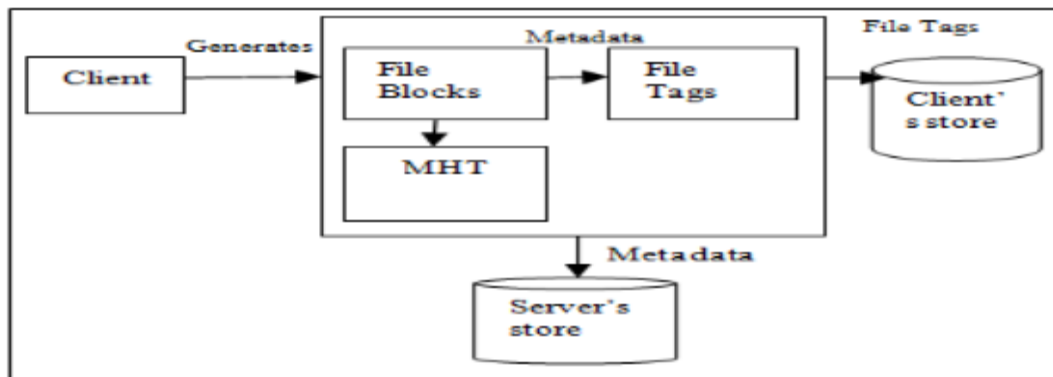 File Tags
Metadata
Generates
Client
File
Blocks
File
Tags
Client'
s store
MHT
Metadata
Server's
store